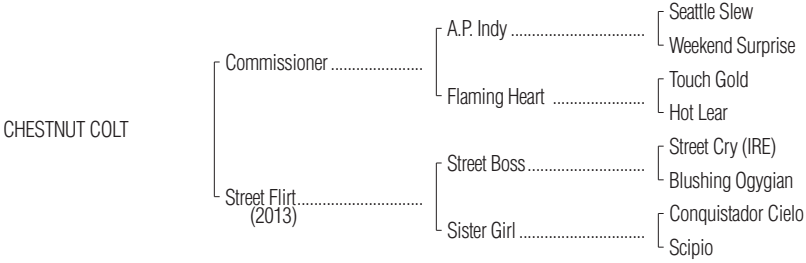 Seattle Slew
A.P. Indy ..................................
Weekend Surprise
Commissioner ......................
Touch Gold
Flaming Heart .......................
Hot Lear
CHESTNUT COLT
Street Cry (IRE)
Street Boss.............................
Blushing Ogygian
Street Flirt...............................
(2013)
Conquistador Cielo
Sister Girl ................................
Scipio